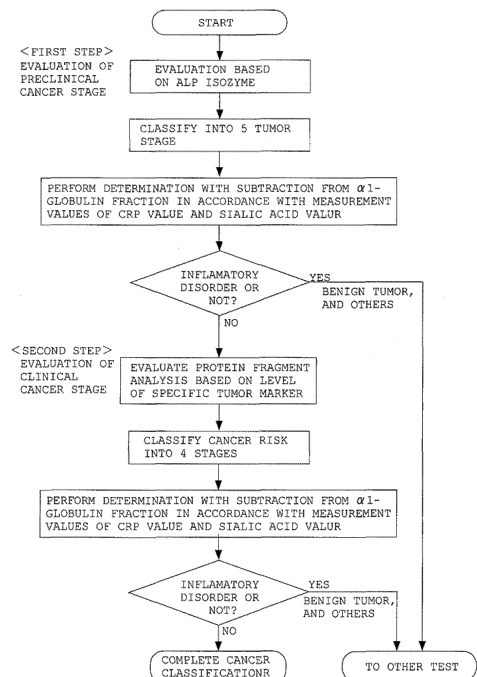 START
<FIRST STEP>
EVALUATION OF
PRECLINICAL
CANCER STAGE
EVALUATION BASED
ON ALP ISOZYME
CLASSIFY INTO 5 TUMOR
STAGE
PERFORM DETERMINATION WITH SUBTRACTION FROM α1-
GLOBULIN FRACTION IN ACCORDANCE WITH MEASUREMENT
VALUES OF CRP VALUE AND SIALIC ACID VALUR
INFLAMATORY
DISORDER OR
NOT?
YES
BENIGN TUMOR,
AND OTHERS
NO
<SECOND STEP>
EVALUATION OF
CLINICAL
CANCER STAGE
EVALUATE PROTEIN FRAGMENT
ANALYSIS BASED ON LEVEL
OF SPECIFIC TUMOR MARKER
CLASSIFY CANCER RISK
INTO 4 STAGES
PERFORM DETERMINATION WITH SUBTRACTION FROM α1-
GLOBULIN FRACTION IN ACCORDANCE WITH MEASUREMENT
VALUES OF CRP VALUE AND SIALIC ACID VALUR
INFLAMATORY
DISORDER OR
NOT?
YES
BENIGN TUMOR,
AND OTHERS
NO
COMPLETE CANCER
CLASSIFICATIONR
TO OTHER TEST